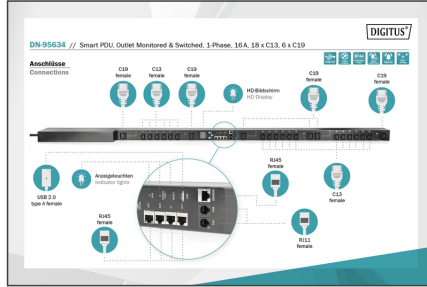 DIGITUS®
DN-95634 // Smart PDU, Outlet Monitored & Switched, 1-Phase, 16A, 18 x C13, 6 x C19
Anschlüsse
Connections
C19
female
C13
female
C19
female
HD-Bildschirm
HD Display
C19
female
C19
female
USB 2.0
type A female
Anzeigeleuchten
Indicator lights
RJ45
female
RJ45
female
C13
female
RJ11
female